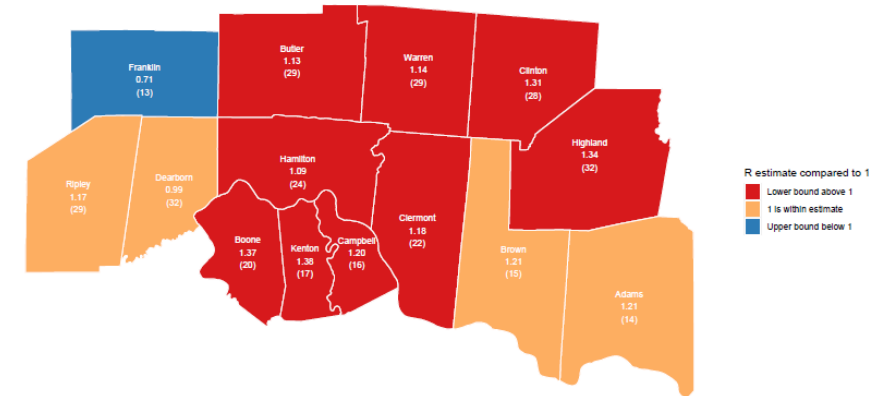 Butler
1.13
(29)
Warren
1.14
(29)
Clinton
1.31
(28)
Franklin
0.71
(13)
Highland
1.34
(32)
Hamilton
1.09
(24)
Ripley
1.17
(29)
Dearborn
0.99
(32)
Clermont
1.18
(22)
Boone
1.37
(20)
Kenton
1.38
(17)
Campbell
1.20
(16)
Brown
1.21
(15)
Adams
1.21
(14)
R estimate compared to 1
Lower bound above 1
1 is within estimate
Upper bound below 1